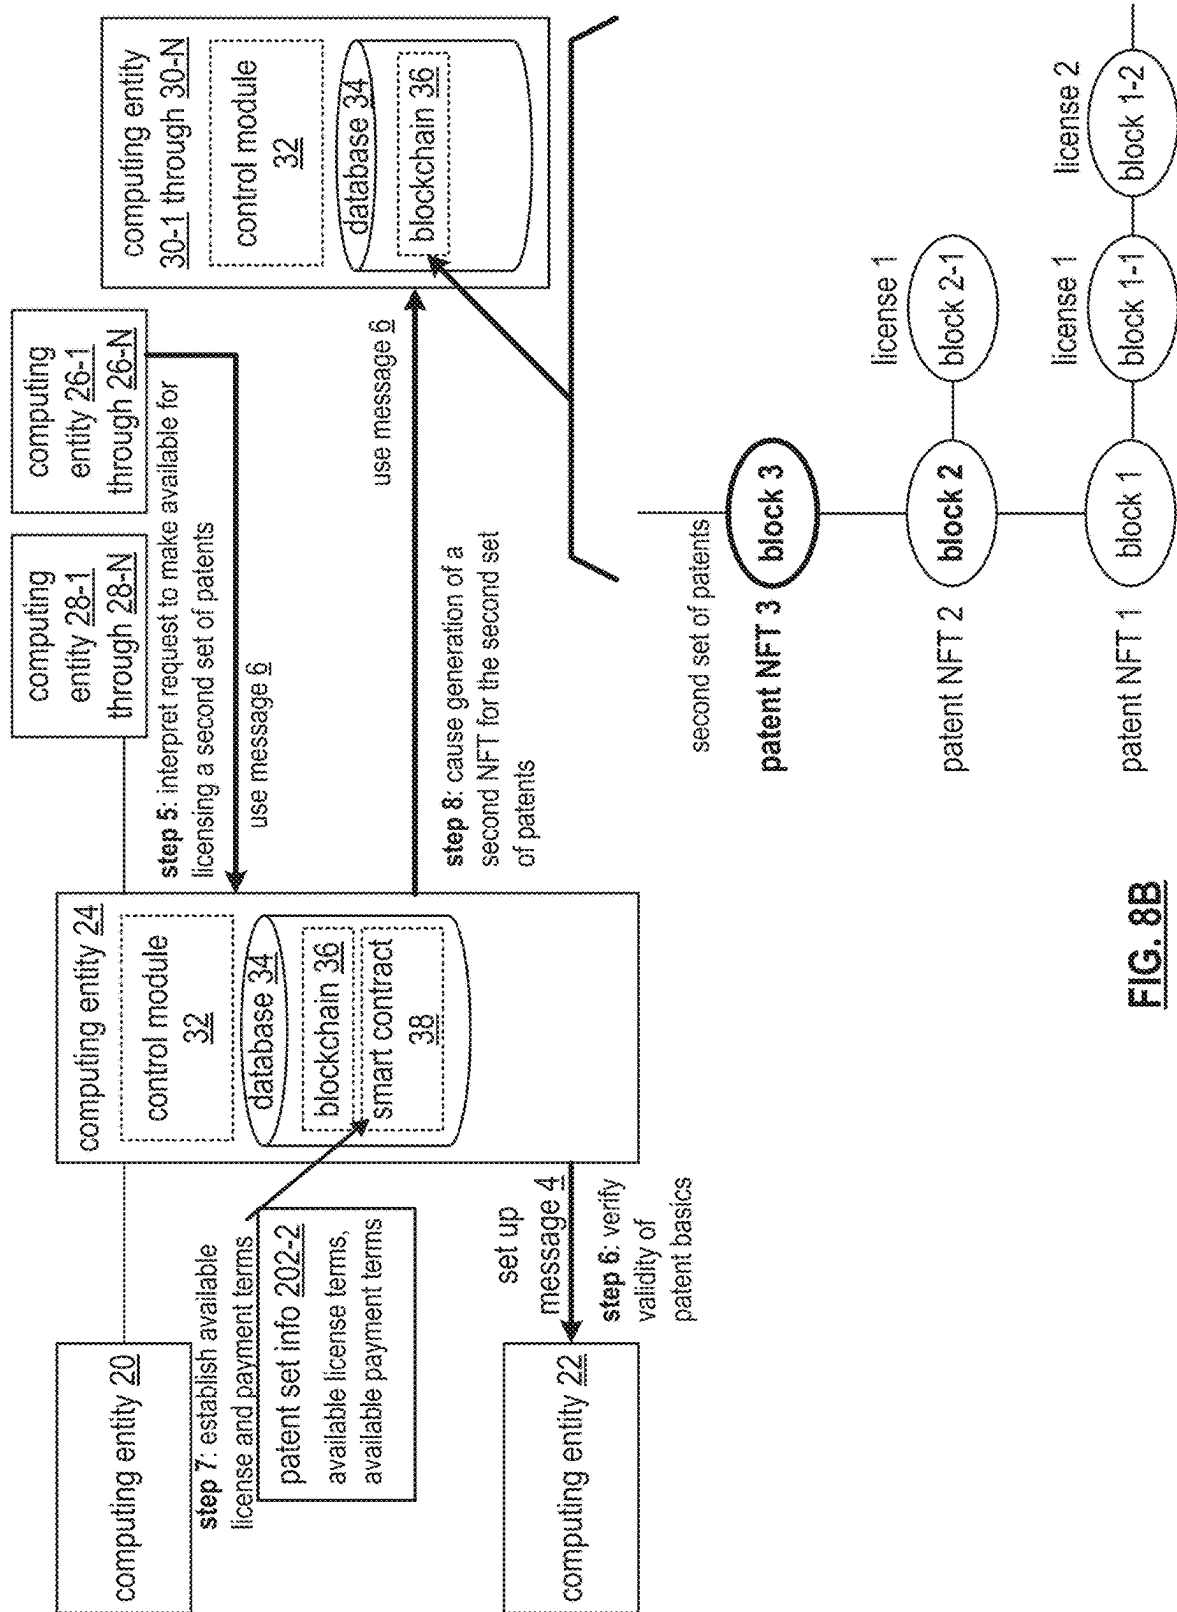 computing entity 20
step 7: establish available
license and payment terms
patent set info 202-2
available license terms,
available payment terms
computing entity 22
computing entity 24
control module
32
database 34
blockchain 36
smart contract
38
set up
message 4
step 6: verify
validity of
patent basics
computing
entity 28-1
through 28-N
computing
entity 26-1
through 26-N
step 5: interpret request to make available for
licensing a second set of patents
use message 6
step 8: cause generation of a
second NFT for the second set
of patents
use message 6
computing entity
30-1 through 30-N
control module
32
database 34
blockchain 36
second set of patents
patent NFT 3
block 3
patent NFT 2
block 2
license 1
block 2-1
patent NFT 1
block 1
license 1
block 1-1
license 2
block 1-2
FIG. 8B